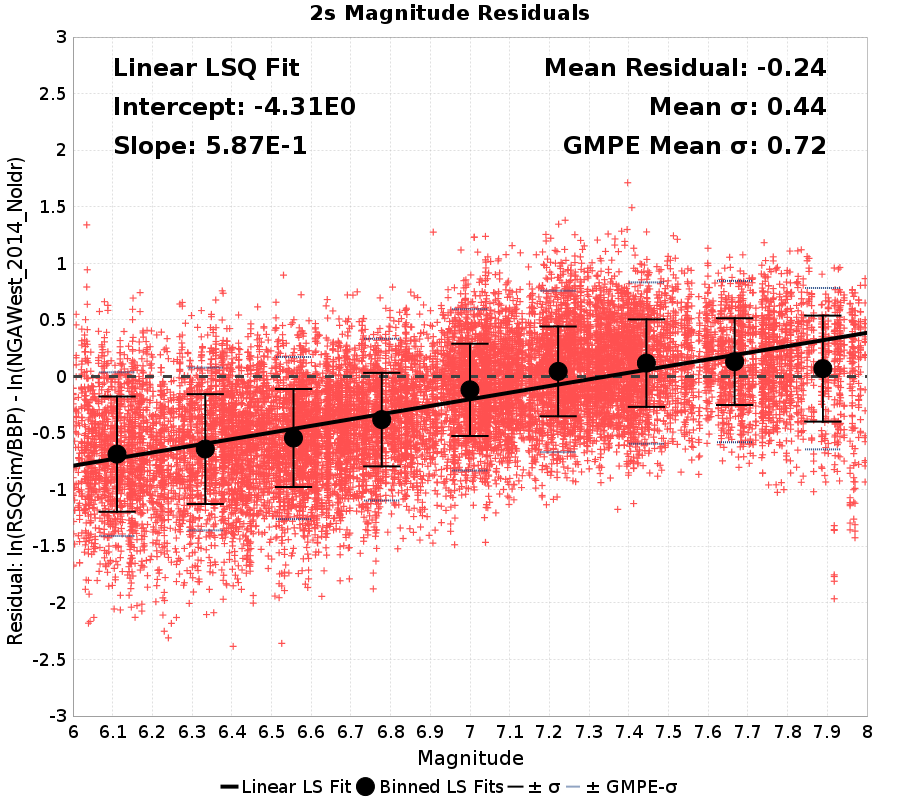 2s Magnitude Residuals
Linear LSQ Fit
Intercept: -4.31E0
Slope: 5.87E-1
Mean Residual: -0.24
Mean σ: 0.44
GMPE Mean σ: 0.72
Residual: ln(RSQSim/BBP) - ln(NGAWest_2014_NoIdr)
3
2.5
2
1.5
1
0.5
0
-0.5
-1
-1.5
-2
-2.5
-3
6 6.1 6.2 6.3 6.4 6.5 6.6 6.7 6.8 6.9 7 7.1 7.2 7.3 7.4 7.5 7.6 7.7 7.8 7.9 8
Magnitude
Linear LS Fit Binned LS Fits ± σ ± GMPE-σ